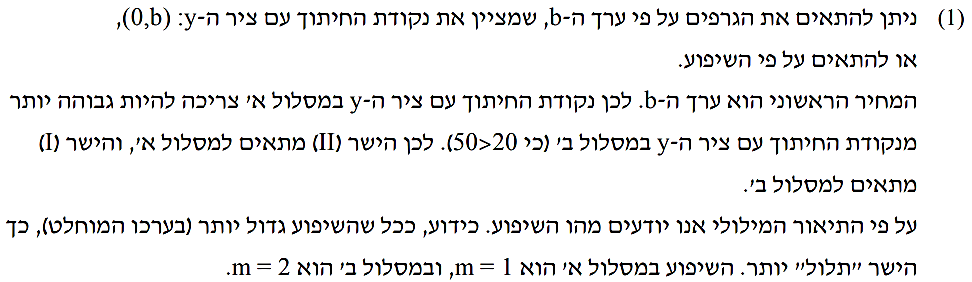 (1) ניתן להתאים את הגרפים על פי ערך ה-b, שמציין את נקודת החיתוך עם ציר ה-y: (0,b),
או להתאים על פי השיפוע.
המחיר הראשוני הוא ערך ה-b. לכן נקודת החיתוך עם ציר ה-y במסלול א׳ צריכה להיות גבוהה יותר
מנקודת החיתוך עם ציר ה-y במסלול ב׳ (כי 50>20). לכן הישר (II) מתאים למסלול א׳, והישר (I)
מתאים למסלול ב׳.
על פי התיאור המילולי אנו יודעים מהו השיפוע. כידוע, ככל שהשיפוע גדול יותר (בערכו המוחלט), כך
הישר ״תלול״ יותר. השיפוע במסלול א׳ הוא m = 1, ובמסלול ב׳ הוא m = 2.